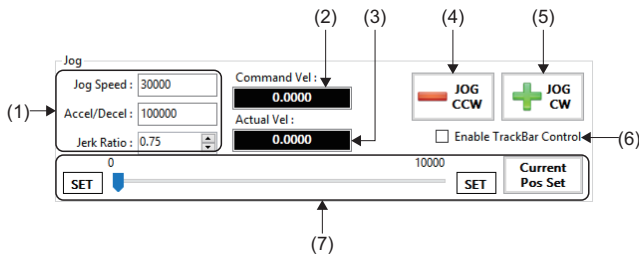 (2) (3) (4) (5)
Jog
Jog Speed : 30000
Command Vel :
0.0000
JOG CCW
JOG CW
(1)
Accel/Decel : 100000
Actual Vel :
0.0000
Jerk Ratio : 0.75
Enable TrackBar Control
(6)
0
10000
SET
SET
Current Pos Set
(7)